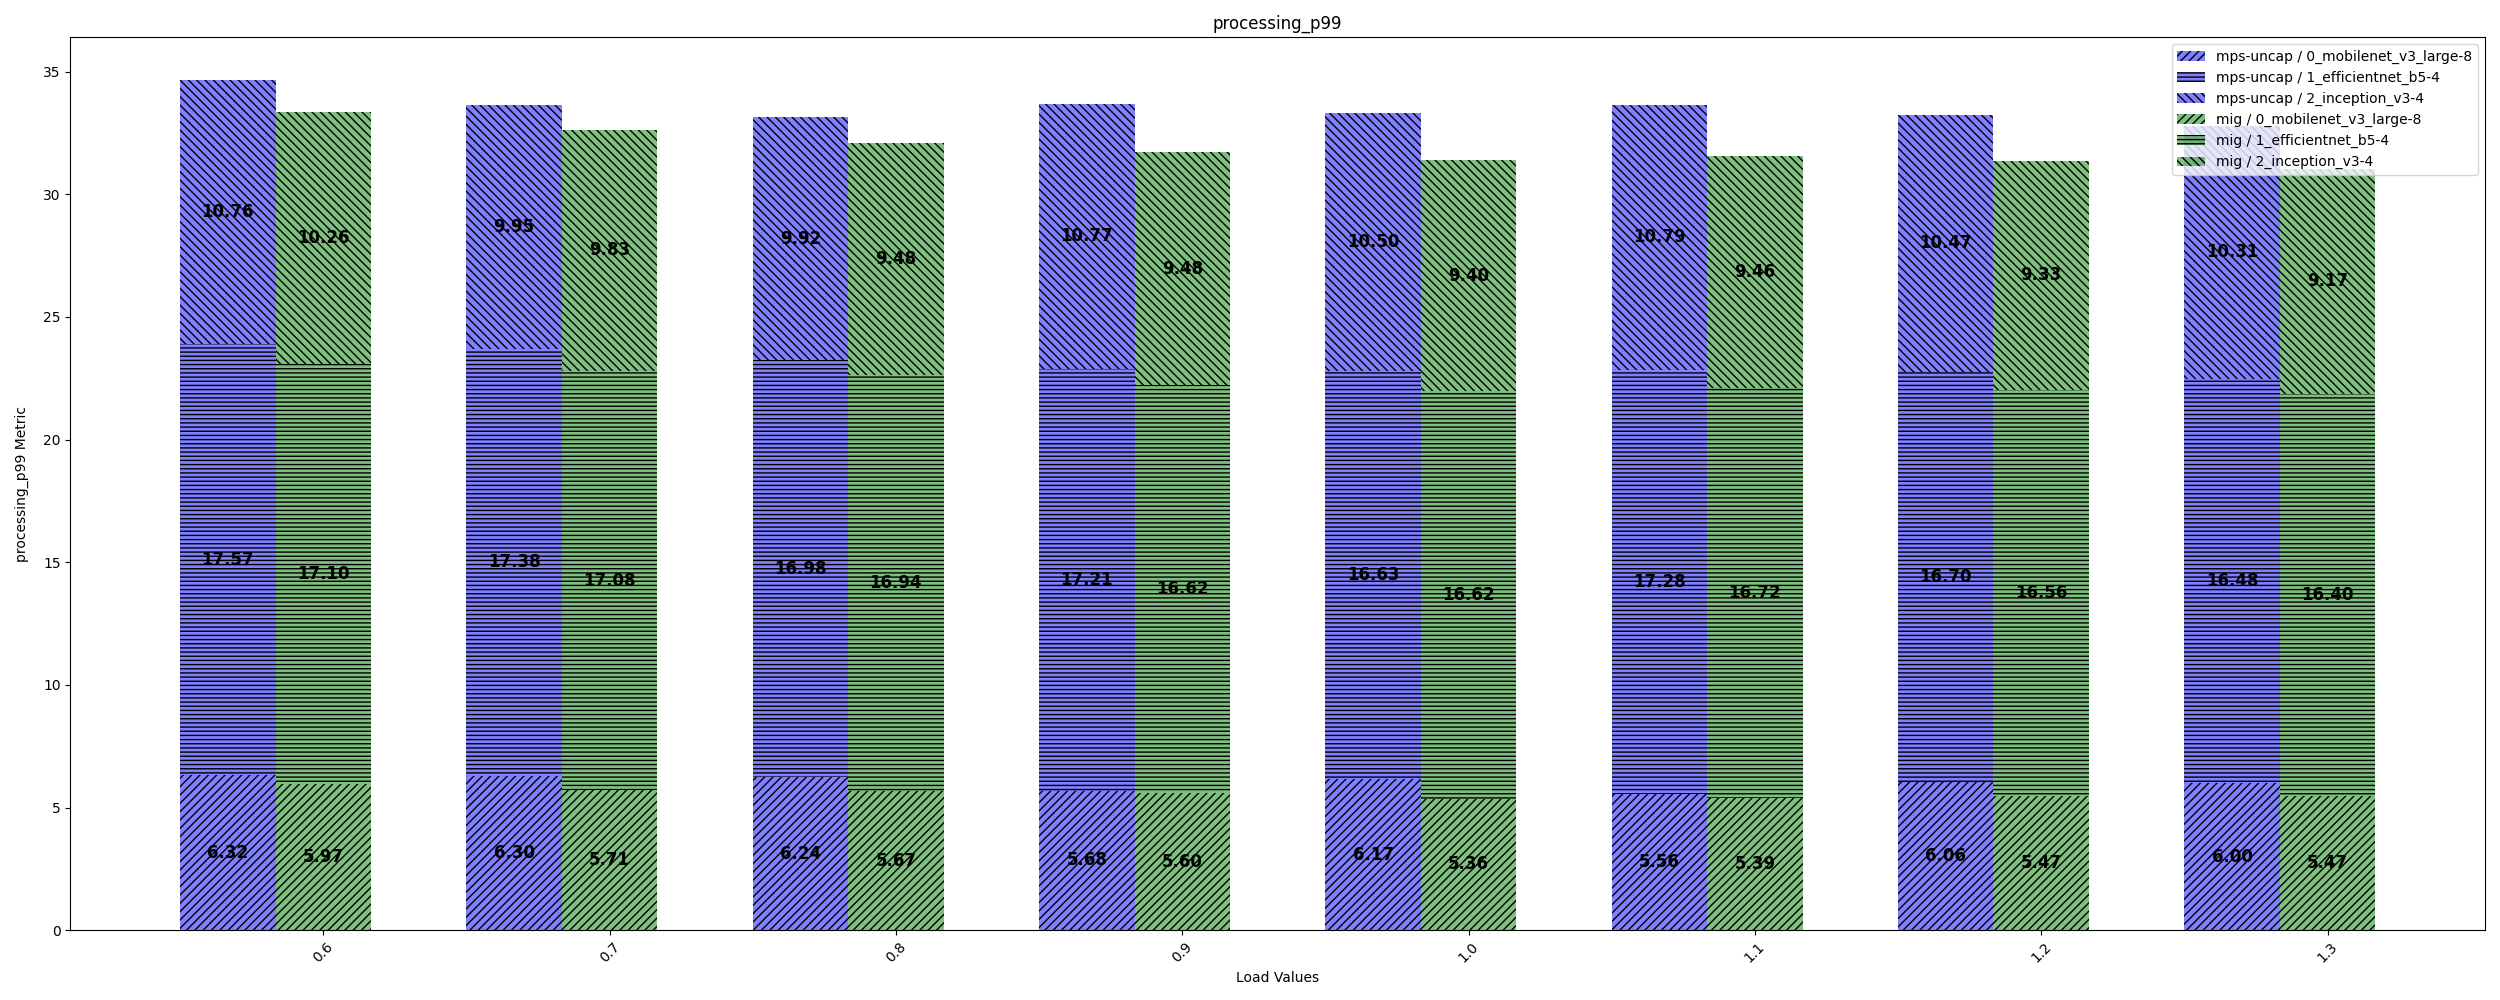 processing_p99
mps-uncap / 0_mobilenet_v3_large-8
mps-uncap / 1_efficientnet_b5-4
mps-uncap / 2_inception_v3-4
mig / 0_mobilenet_v3_large-8
mig / 1_efficientnet_b5-4
mig / 2_inception_v3-4
processing_p99 Metric
35
30
25
20
15
10
5
0
10.76 10.26 9.95 9.83 9.92 9.48 10.77 9.48 10.50 9.40 10.79 9.46 10.47 9.33 10.31 9.17
17.57 17.10 17.38 17.08 16.98 16.94 17.21 16.62 16.63 16.62 17.28 16.72 16.70 16.56 16.48 16.40
6.32 5.97 6.30 5.71 6.24 5.67 5.68 5.60 6.17 5.36 5.56 5.39 6.06 5.47 6.00 5.47
0.6 0.7 0.8 0.9 1.0 1.1 1.2 1.3
Load Values